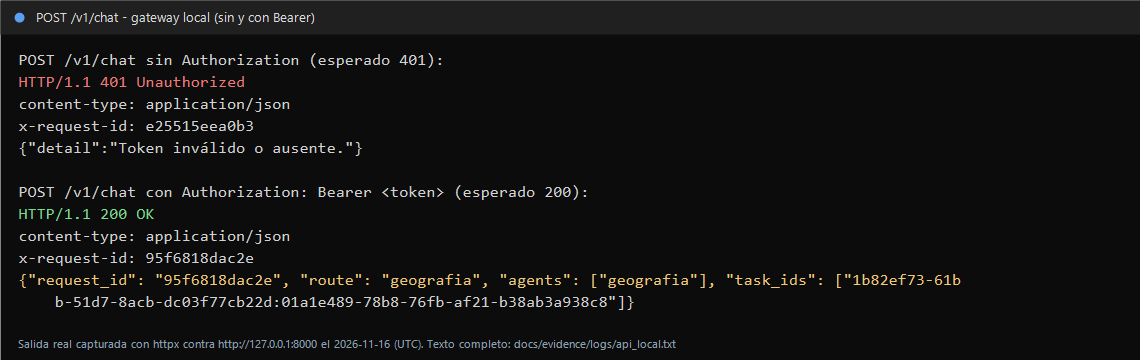 POST /v1/chat - gateway local (sin y con Bearer)
POST /v1/chat sin Authorization (esperado 401):
HTTP/1.1 401 Unauthorized
content-type: application/json
x-request-id: e25515eea0b3
{"detail":"Token inválido o ausente."}
POST /v1/chat con Authorization: Bearer <token> (esperado 200):
HTTP/1.1 200 OK
content-type: application/json
x-request-id: 95f6818dac2e
{"request_id": "95f6818dac2e", "route": "geografia", "agents": ["geografia"], "task_ids": ["1b82ef73-61b
b-51d7-8acb-dc03f77cb22d:01a1e489-78b8-76fb-af21-b38ab3a938c8"]}
Salida real capturada con httpx contra http://127.0.0.1:8000 el 2026-11-16 (UTC). Texto completo: docs/evidence/logs/api_local.txt